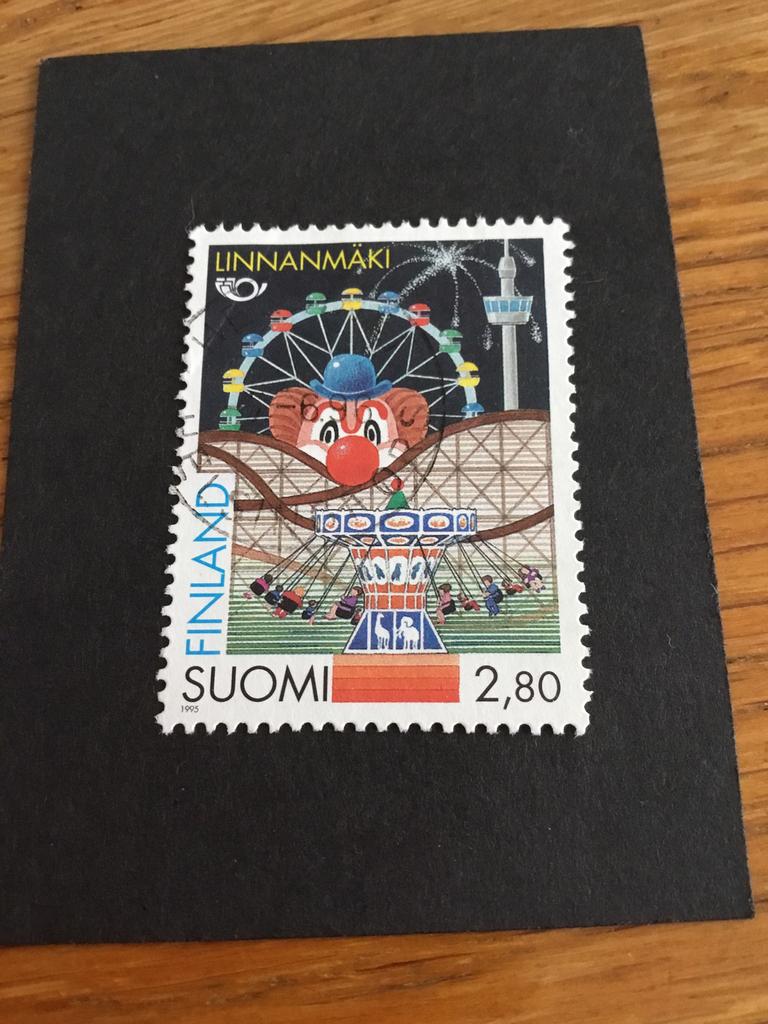 LINNANMÄKI
FINLAND
SUOMI 2,80
1995